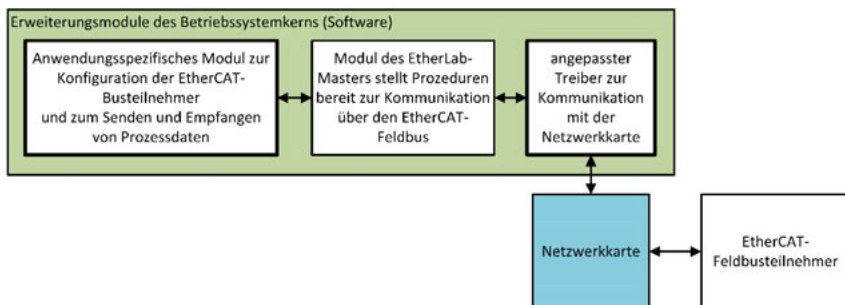 Erweiterungsmodule des Betriebssystemkerns (Software)
Anwendungsspezifisches Modul zur
Konfiguration der EtherCAT-
Busteilnehmer
und zum Senden und Empfangen
von Prozessdaten
Modul des EtherLab-
Masters stellt Prozeduren
bereit zur Kommunikation
über den EtherCAT-
Feldbus
angepasster
Treiber zur
Kommunikation
mit der
Netzwerkkarte
Netzwerkkarte
EtherCAT-
Feldbusteilnehmer